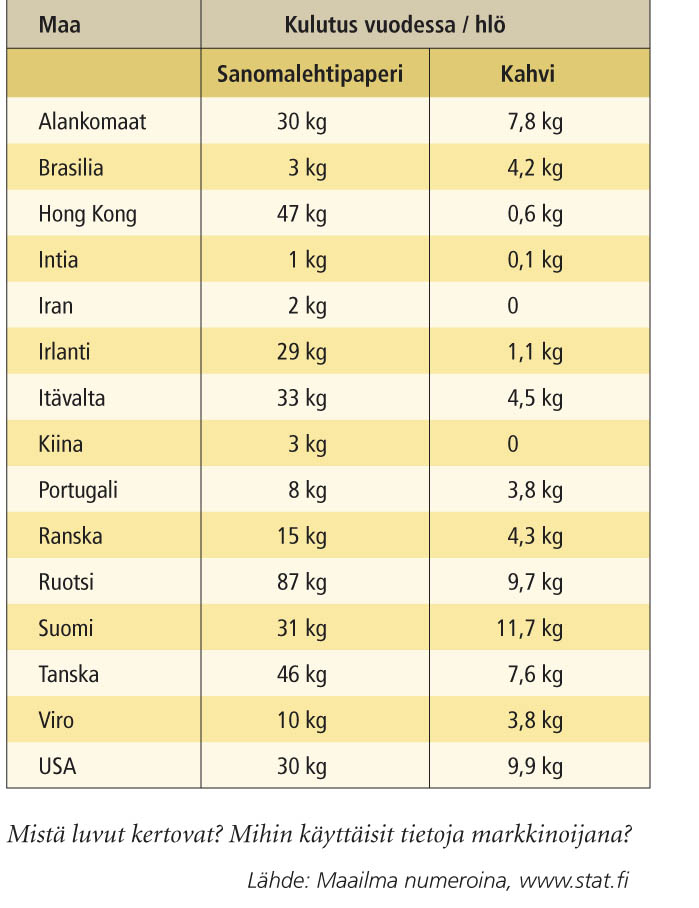 Maa Kulutus vuodessa / hlö
Sanomalehtipaperi Kahvi
Alankomaat 30 kg 7,8 kg
Brasilia 3 kg 4,2 kg
Hong Kong 47 kg 0,6 kg
Intia 1 kg 0,1 kg
Iran 2 kg 0
Irlanti 29 kg 1,1 kg
Itävalta 33 kg 4,5 kg
Kiina 3 kg 0
Portugali 8 kg 3,8 kg
Ranska 15 kg 4,3 kg
Ruotsi 87 kg 9,7 kg
Suomi 31 kg 11,7 kg
Tanska 46 kg 7,6 kg
Viro 10 kg 3,8 kg
USA 30 kg 9,9 kg
Mistä luvut kertovat? Mihin käyttäisit tietoja markkinoijana?
Lähde: Maailma numeroina, www.stat.fi